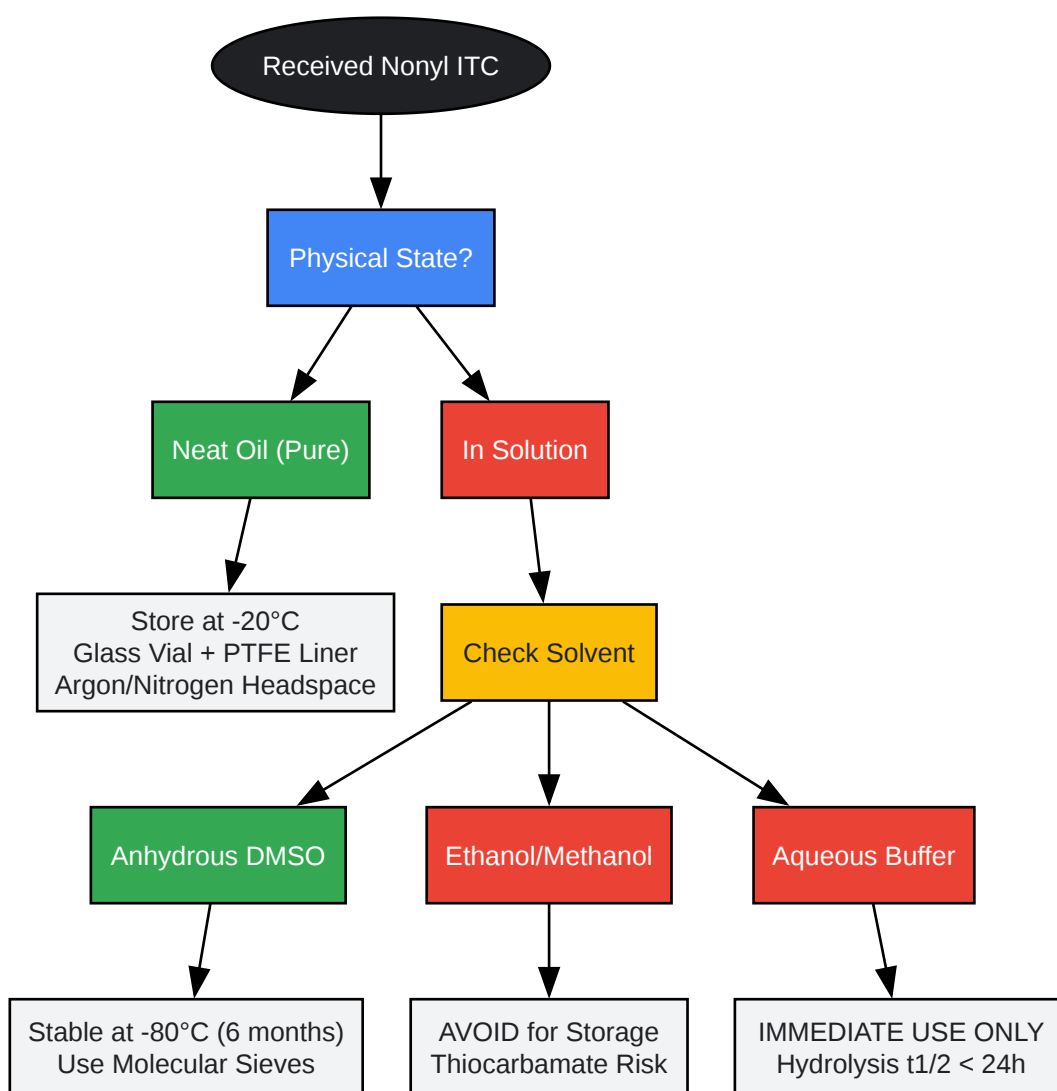 Received Nonyl ITC
Physical State?
Neat Oil (Pure)
In Solution
Store at -20°C
Glass Vial + PTFE Liner
Argon/Nitrogen Headspace
Check Solvent
Anhydrous DMSO
Ethanol/Methanol
Aqueous Buffer
Stable at -80°C (6 months)
Use Molecular Sieves
AVOID for Storage
Thiocarbamate Risk
IMMEDIATE USE ONLY
Hydrolysis t1/2 < 24h